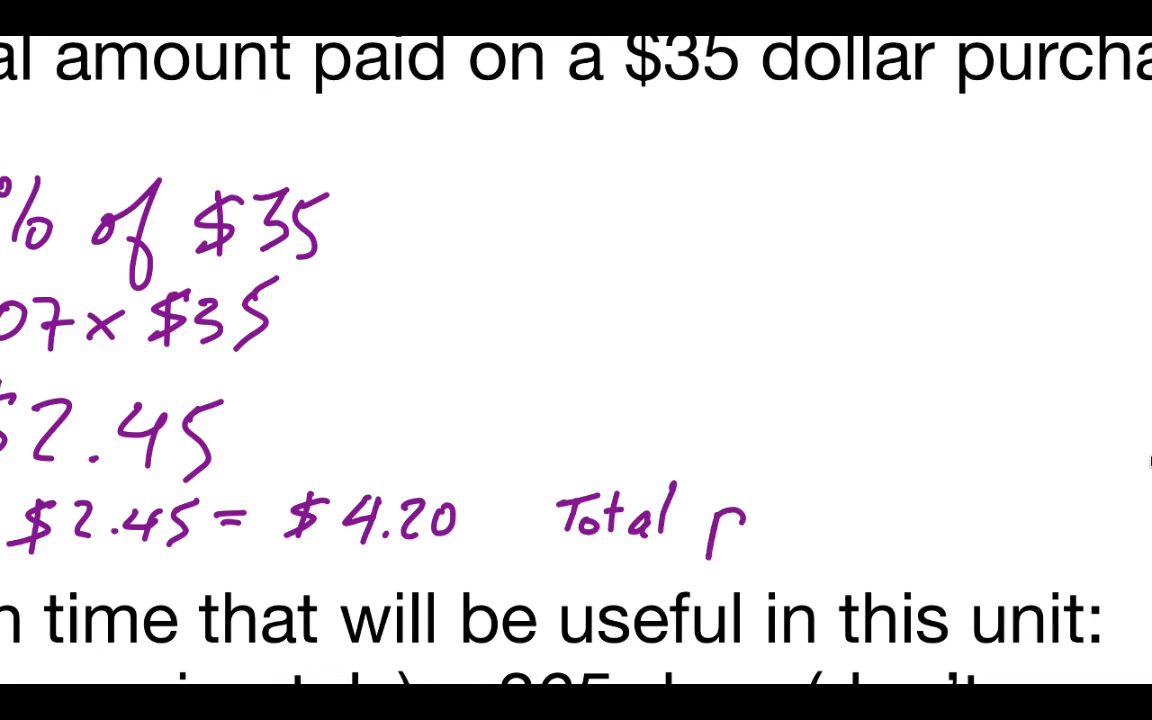 al amount paid on a $35 dollar purcha
% of $35
07 x $35
$2.45
$2.45 = $4.20 Total p
n time that will be useful in this unit: